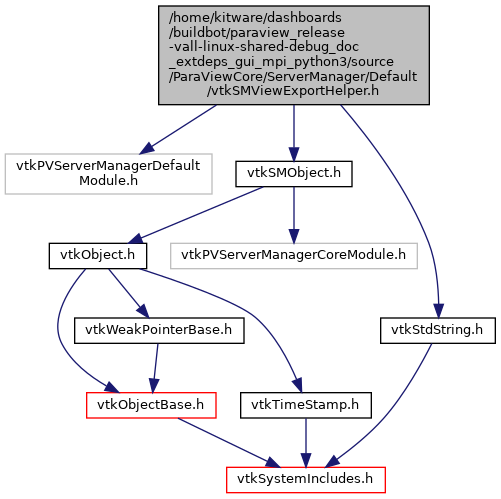 /home/kitware/dashboards
/buildbot/paraview_release
-vall-linux-shared-debug_doc
_extdeps_gui_mpi_python3/source
/ParaViewCore/ServerManager/Default
/vtkSMViewExportHelper.h
vtkPVServerManagerDefault
Module.h
vtkSMObject.h
vtkObject.h
vtkPVServerManagerCoreModule.h
vtkWeakPointerBase.h
vtkStdString.h
vtkObjectBase.h
vtkTimeStamp.h
vtkSystemIncludes.h